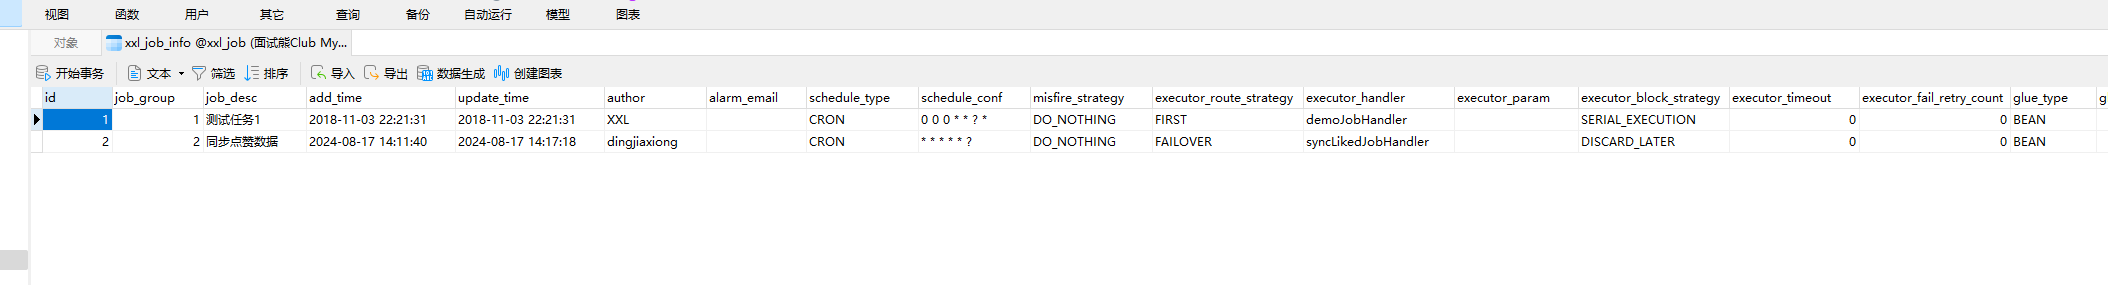 视图 函数 用户 其它 查询 备份 自动运行 模型 图表
对象 xxl_job_info @xxl_job (面试熊Club My...
开始事务 文本 筛选 排序 导入 导出 数据生成 创建图表
id job_group job_desc add_time update_time author alarm_email schedule_type schedule_conf misfire_strategy executor_route_strategy executor_handler executor_param executor_block_strategy executor_timeout executor_fail_retry_count glue_type g
1 1 测试任务1 2018-11-03 22:21:31 2018-11-03 22:21:31 XXL CRON 0 0 0 * * ? * DO_NOTHING FIRST demoJobHandler SERIAL_EXECUTION 0 0 BEAN
2 2 同步点赞数据 2024-08-17 14:11:40 2024-08-17 14:17:18 dingjiaxiong CRON * * * * * ? DO_NOTHING FAILOVER syncLikedJobHandler DISCARD_LATER 0 0 BEAN